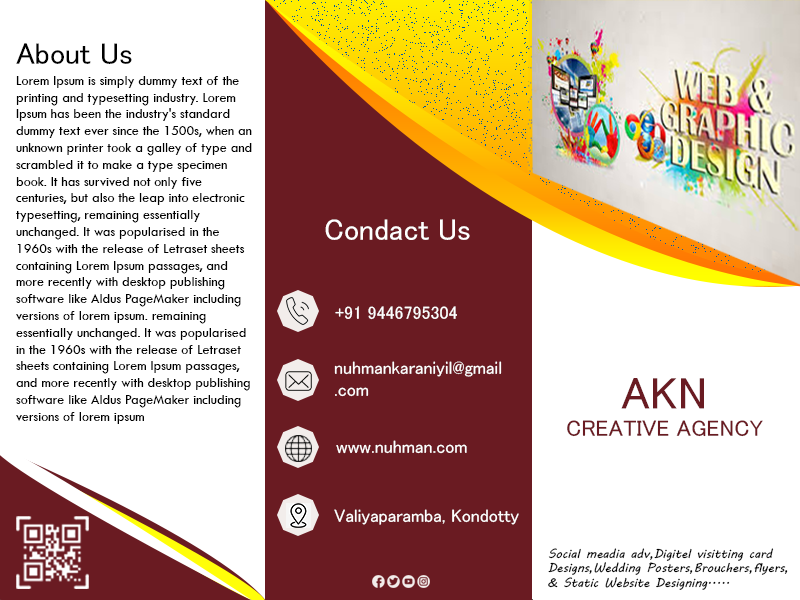 About Us
Lorem Ipsum is simply dummy text of the
printing and typesetting industry. Lorem
Ipsum has been the industry's standard
dummy text ever since the 1500s, when an
unknown printer took a galley of type and
scrambled it to make a type specimen
book. It has survived not only five
centuries, but also the leap into electronic
typesetting, remaining essentially
unchanged. It was popularised in the
1960s with the release of Letraset sheets
containing Lorem Ipsum passages, and
more recently with desktop publishing
software like Aldus PageMaker including
versions of lorem ipsum. remaining
essentially unchanged. It was popularised
in the 1960s with the release of Letraset
sheets containing Lorem Ipsum passages,
and more recently with desktop publishing
software like Aldus PageMaker including
versions of lorem ipsum
Condact Us
+91 9446795304
nuhmankaraniyil@gmail
.com
www.nuhman.com
Valiyaparamba, Kondotty
WEB &
GRAPHIC
DESIGN
AKN
CREATIVE AGENCY
Social meadia adv,Digitel visitting card
Designs,Wedding Posters,Brouchers,flyers,
& Static Website Designing.....